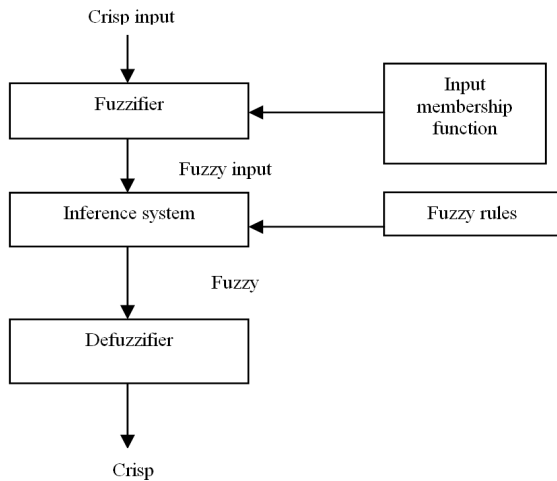 Crisp input
Fuzzifier
Input
membership
function
Fuzzy input
Inference system
Fuzzy rules
Fuzzy
Defuzzifier
Crisp